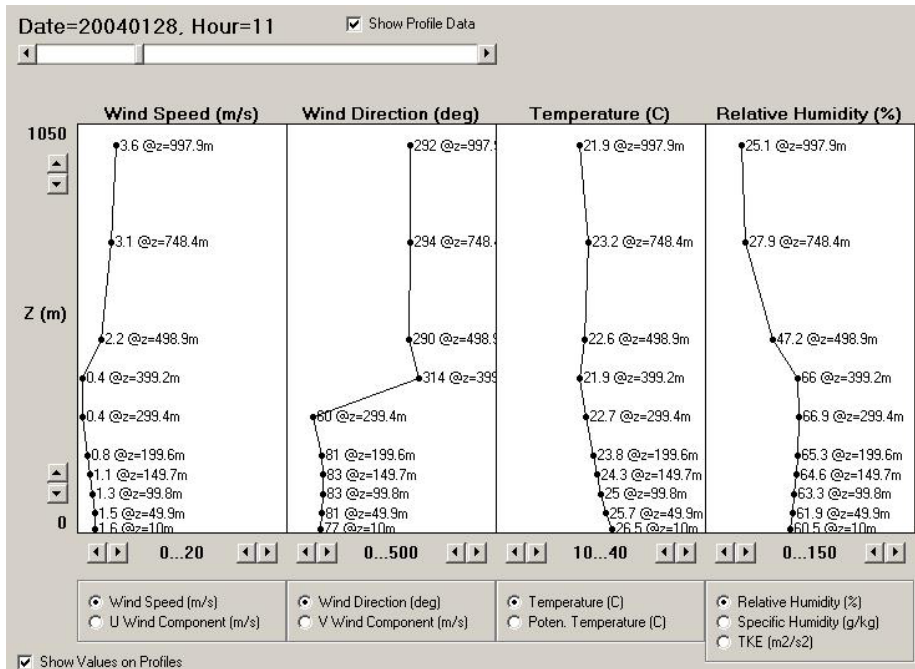 Date=20040128, Hour=11
Show Profile Data
Wind Speed (m/s)
Wind Direction (deg)
Temperature (C)
Relative Humidity (%)
1050
Z (m)
0
3.6 @z=997.9m
3.1 @z=748.4m
2.2 @z=498.9m
0.4 @z=399.2m
0.4 @z=299.4m
0.8 @z=199.6m
1.1 @z=149.7m
1.3 @z=99.8m
1.5 @z=49.9m
1.6 @z=10m
292 @z=997.9
294 @z=748.4
290 @z=498.9
314 @z=399
60 @z=299.4m
81 @z=199.6m
83 @z=149.7m
83 @z=99.8m
81 @z=49.9m
77 @z=10m
21.9 @z=997.9m
23.2 @z=748.4m
22.6 @z=498.9m
21.9 @z=399.2m
22.7 @z=299.4m
23.8 @z=199.6m
24.3 @z=149.7m
25 @z=99.8m
25.7 @z=49.9m
26.5 @z=10m
25.1 @z=997.9m
27.9 @z=748.4m
47.2 @z=498.9m
66 @z=399.2m
66.9 @z=299.4m
65.3 @z=199.6m
64.6 @z=149.7m
63.3 @z=99.8m
61.9 @z=49.9m
60.5 @z=10m
0...20
0...500
10...40
0...150
Wind Speed (m/s)
U Wind Component (m/s)
Wind Direction (deg)
V Wind Component (m/s)
Temperature (C)
Poten. Temperature (C)
Relative Humidity (%)
Specific Humidity (g/kg)
TKE (m2/s2)
Show Values on Profiles